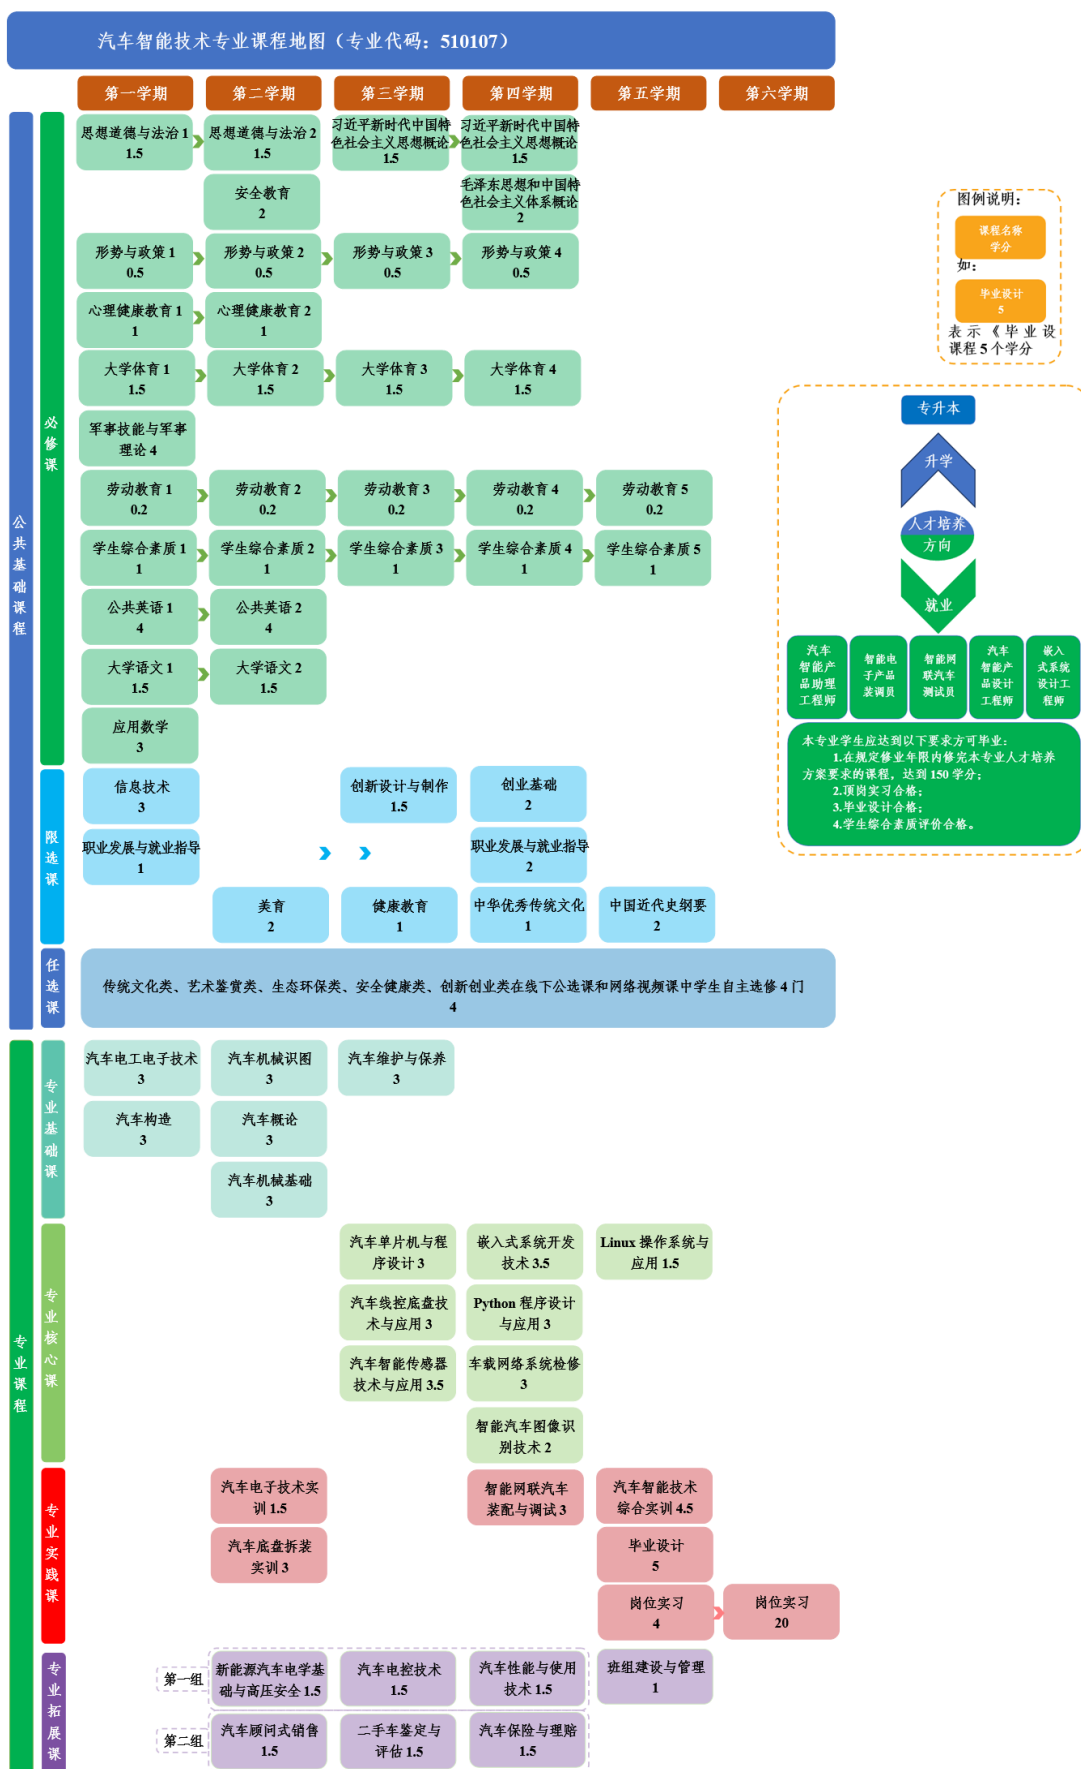 汽车智能技术专业课程地图（专业代码：510107）
第一学期 第二学期 第三学期 第四学期 第五学期 第六学期
公共基础课程
必修课
思想道德与法治 1
1.5
思想道德与法治 2
1.5
习近平新时代中国特
色社会主义思想概论
1.5
习近平新时代中国特
色社会主义思想概论
1.5
安全教育
2
毛泽东思想和中国特
色社会主义体系概论
2
形势与政策 1
0.5
形势与政策 2
0.5
形势与政策 3
0.5
形势与政策 4
0.5
心理健康教育 1
1
心理健康教育 2
1
大学体育 1
1.5
大学体育 2
1.5
大学体育 3
1.5
大学体育 4
1.5
军事技能与军事
理论 4
劳动教育 1
0.2
劳动教育 2
0.2
劳动教育 3
0.2
劳动教育 4
0.2
劳动教育 5
0.2
学生综合素质 1
1
学生综合素质 2
1
学生综合素质 3
1
学生综合素质 4
1
学生综合素质 5
1
公共英语 1
4
公共英语 2
4
大学语文 1
1.5
大学语文 2
1.5
应用数学
3
限选课
信息技术
3
创新设计与制作
1.5
创业基础
2
职业发展与就业指导
1
职业发展与就业指导
2
美育
2
健康教育
1
中华优秀传统文化
1
中国近代史纲要
2
任选课
传统文化类、艺术鉴赏类、生态环保类、安全健康类、创新创业类在线下公选课和网络视频课中学生自主选修 4 门
4
专业课程
专业基础课
汽车电工电子技术
3
汽车机械识图
3
汽车维护与保养
3
汽车构造
3
汽车概论
3
汽车机械基础
3
专业核心课
汽车单片机与程
序设计 3
嵌入式系统开发
技术 3.5
Linux 操作系统与
应用 1.5
汽车线控底盘技
术与应用 3
Python 程序设计
与应用 3
汽车智能传感器
技术与应用 3.5
车载网络系统检修
3
智能汽车图像识
别技术 2
专业实践课
汽车电子技术实
训 1.5
智能网联汽车
装配与调试 3
汽车智能技术
综合实训 4.5
汽车底盘拆装
实训 3
毕业设计
5
岗位实习
4
岗位实习
20
专业拓展课
第一组
新能源汽车电学基
础与高压安全 1.5
汽车电控技术
1.5
汽车性能与使用
技术 1.5
班组建设与管理
1
第二组
汽车顾问式销售
1.5
二手车鉴定与
评估 1.5
汽车保险与理赔
1.5
图例说明：
课程名称
学分
如：
毕业设计
5
表示《毕业设
课程 5 个学分
专升本
升学
人才培养
方向
就业
汽车
智能产
品助理
工程师
智能电
子产品
装调员
智能网
联汽车
测试员
汽车
智能产
品设计
工程师
嵌入
式系统
设计工
程师
本专业学生应达到以下要求方可毕业：
1.在规定修业年限内修完本专业人才培养
方案要求的课程，达到 150 学分；
2.顶岗实习合格；
3.毕业设计合格；
4.学生综合素质评价合格。